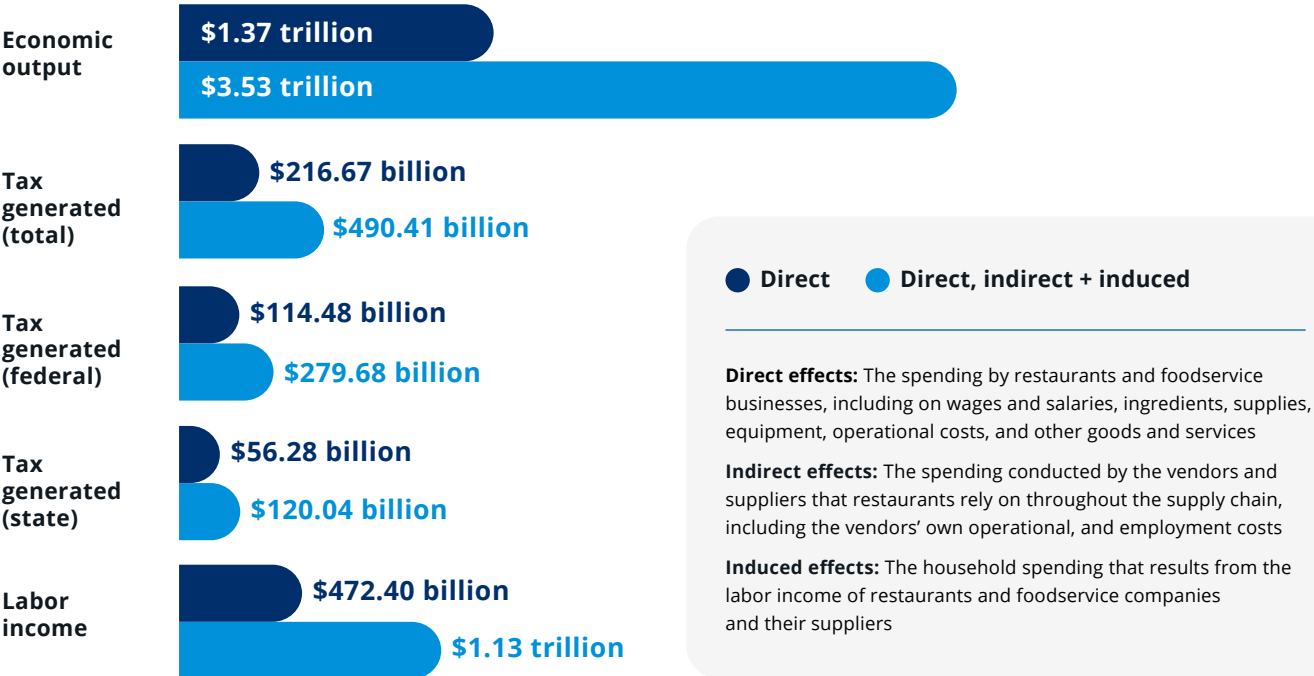 Economic
output
$1.37 trillion
$3.53 trillion
Tax
generated
(total)
$216.67 billion
$490.41 billion
Tax
generated
(federal)
$114.48 billion
$279.68 billion
Tax
generated
(state)
$56.28 billion
$120.04 billion
Labor
income
$472.40 billion
$1.13 trillion
Direct
Direct, indirect + induced
Direct effects: The spending by restaurants and foodservice
businesses, including on wages and salaries, ingredients, supplies,
equipment, operational costs, and other goods and services
Indirect effects: The spending conducted by the vendors and
suppliers that restaurants rely on throughout the supply chain,
including the vendors’ own operational, and employment costs
Induced effects: The household spending that results from the
labor income of restaurants and foodservice companies
and their suppliers